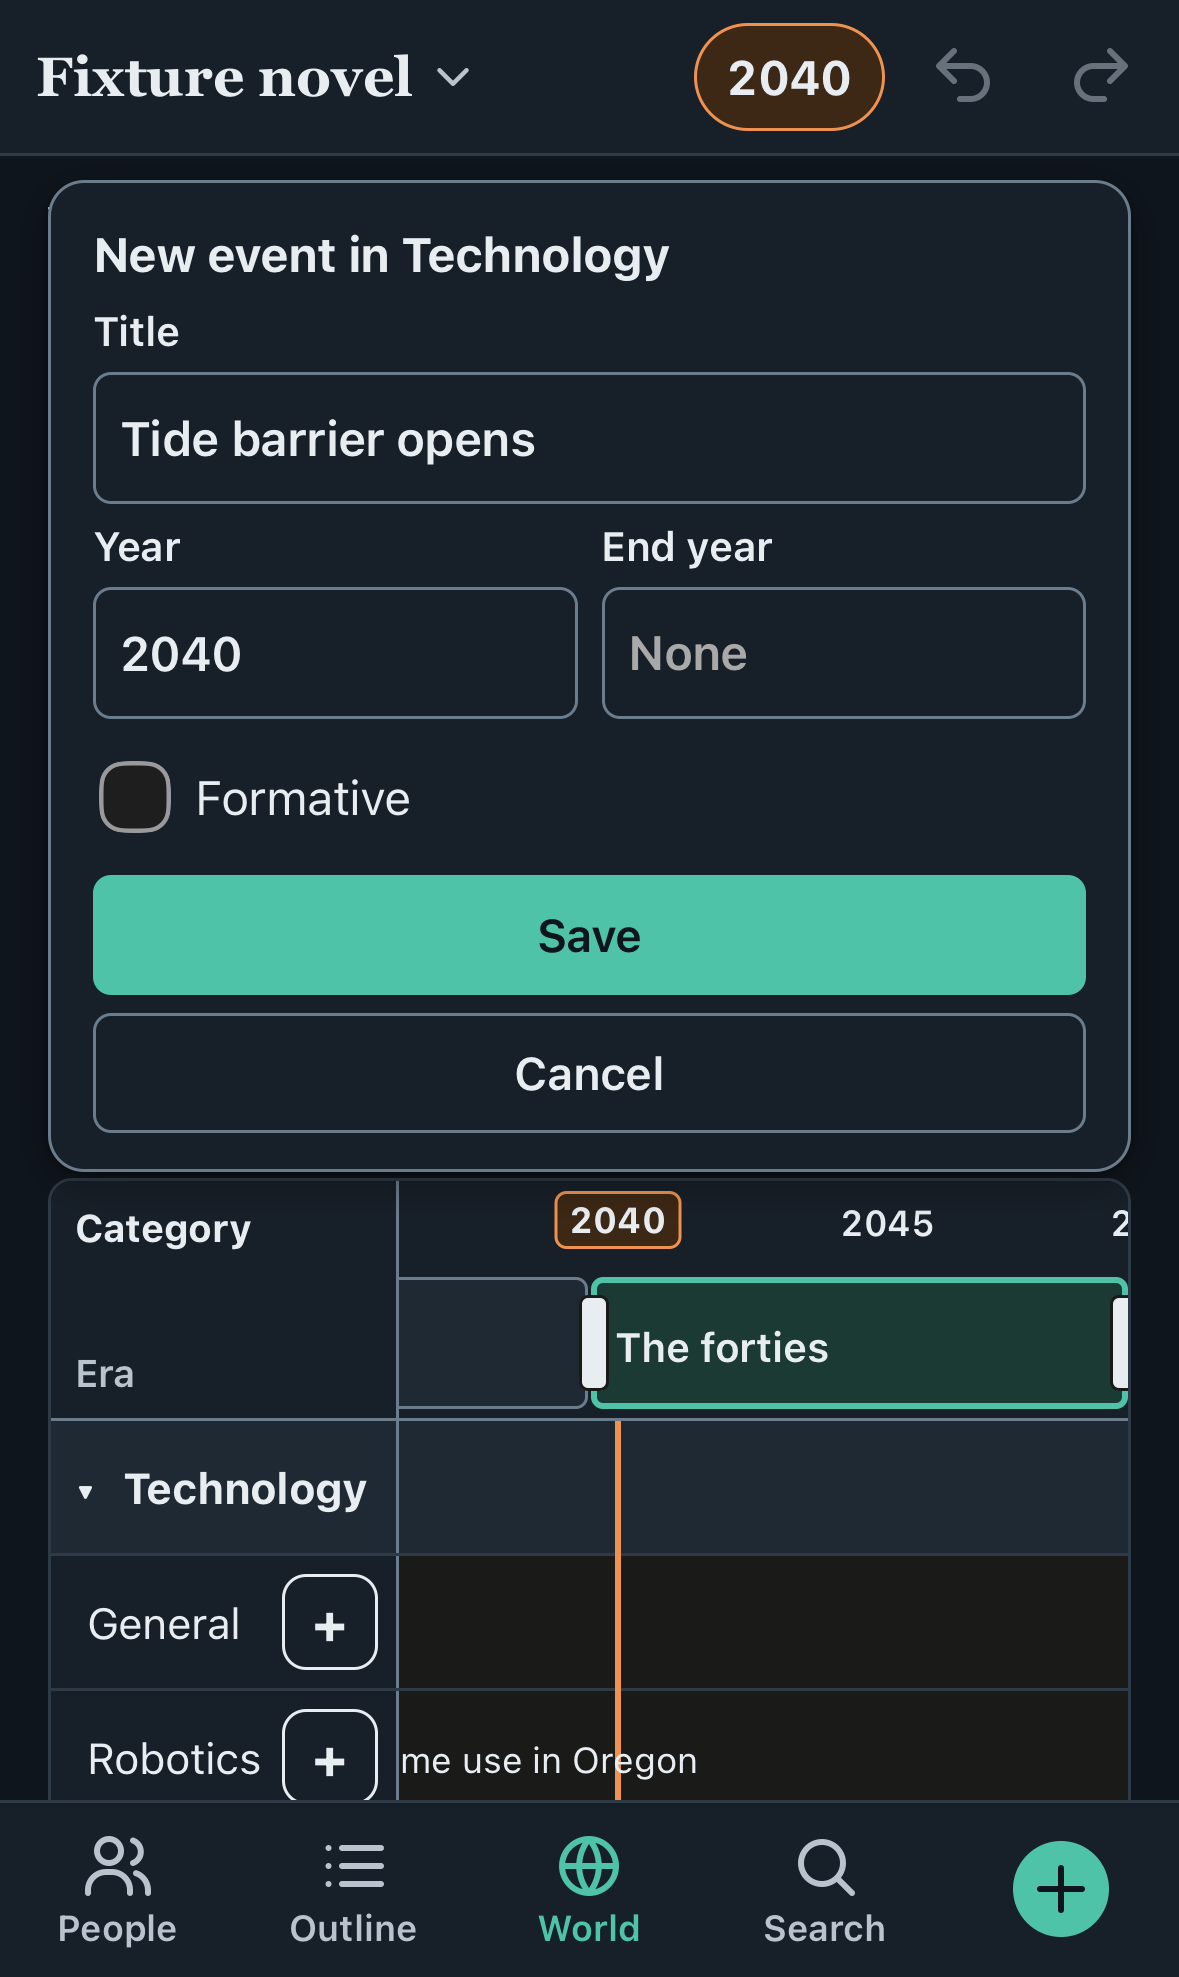 Fixture novel
2040
New event in Technology
Title
Tide barrier opens
Year
End year
2040
None
Formative
Save
Cancel
Category
2040
2045
2
Era
The forties
Technology
General
+
Robotics
+
me use in Oregon
People
Outline
World
Search